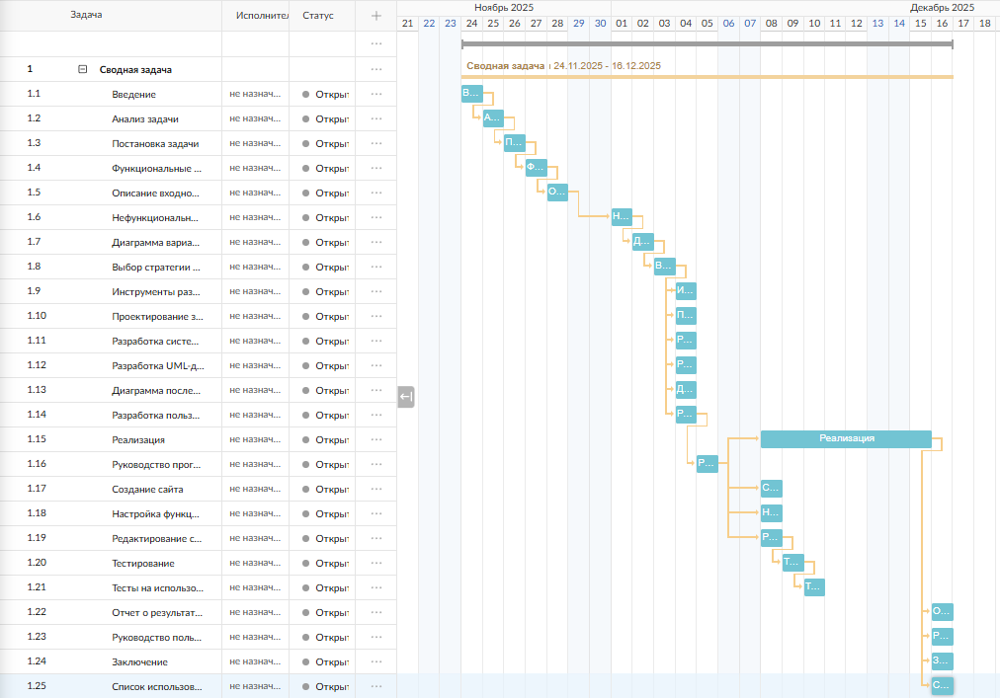 Задача Исполнител Статус Ноябрь 2025 Декабрь 2025
21 22 23 24 25 26 27 28 29 30 01 02 03 04 05 06 07 08 09 10 11 12 13 14 15 16 17 18
1 Сводная задача Сводная задача 24.11.2025 - 16.12.2025
1.1 Введение не назнач... Открыт В...
1.2 Анализ задачи не назнач... Открыт А...
1.3 Постановка задачи не назнач... Открыт П...
1.4 Функциональные ... не назнач... Открыт Ф...
1.5 Описание входно... не назнач... Открыт О...
1.6 Нефункциональн... не назнач... Открыт Н...
1.7 Диаграмма вариа... не назнач... Открыт Д...
1.8 Выбор стратегии ... не назнач... Открыт В...
1.9 Инструменты раз... не назнач... Открыт И...
1.10 Проектирование з... не назнач... Открыт П...
1.11 Разработка систе... не назнач... Открыт Р...
1.12 Разработка UML-д... не назнач... Открыт Р...
1.13 Диаграмма после... не назнач... Открыт Д...
1.14 Разработка польз... не назнач... Открыт Р...
1.15 Реализация не назнач... Открыт Реализация
1.16 Руководство прог... не назнач... Открыт Р...
1.17 Создание сайта не назнач... Открыт С...
1.18 Настройка функц... не назнач... Открыт Н...
1.19 Редактирование с... не назнач... Открыт Р...
1.20 Тестирование не назнач... Открыт Т...
1.21 Тесты на использо... не назнач... Открыт Т...
1.22 Отчет о результат... не назнач... Открыт О...
1.23 Руководство поль... не назнач... Открыт Р...
1.24 Заключение не назнач... Открыт З...
1.25 Список использов... не назнач... Открыт С...